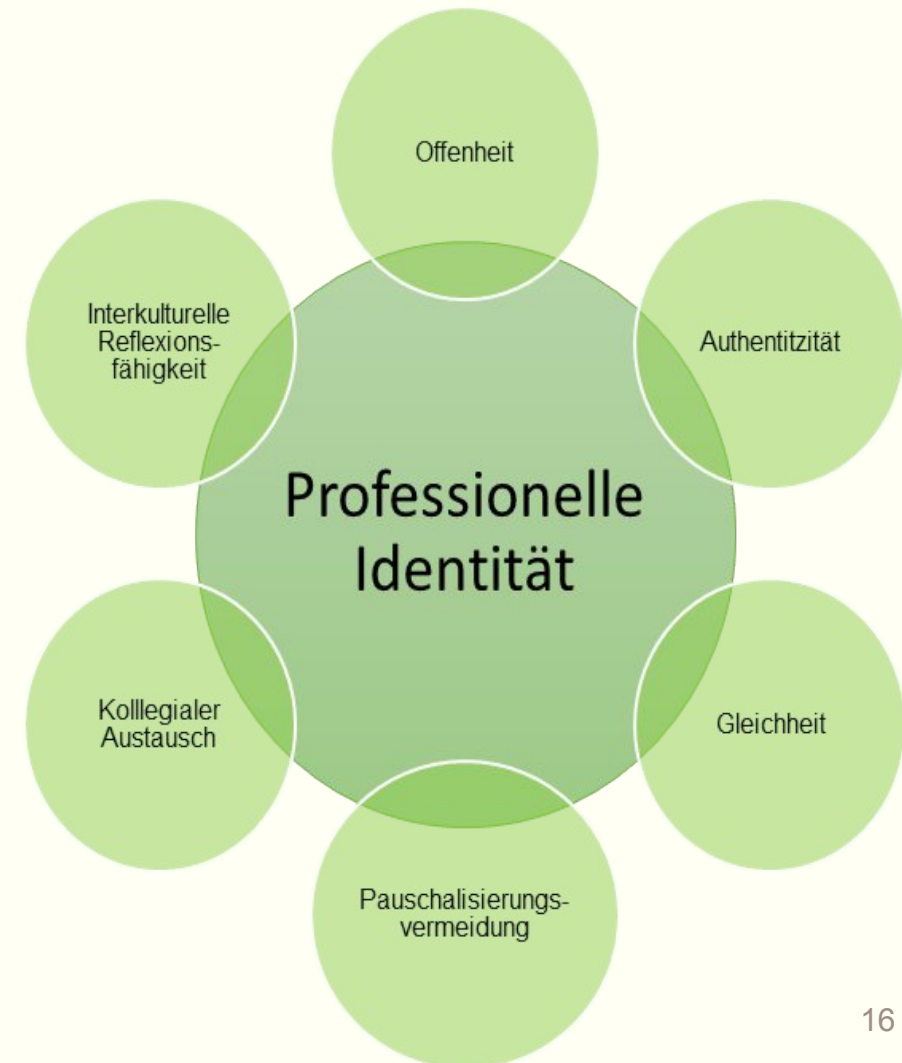 Offenheit
Interkulturelle
Reflexions-
fähigkeit
Authentitzität
Professionelle
Identität
Kolllegialer
Austausch
Gleichheit
Pauschalisierungs-
vermeidung
16